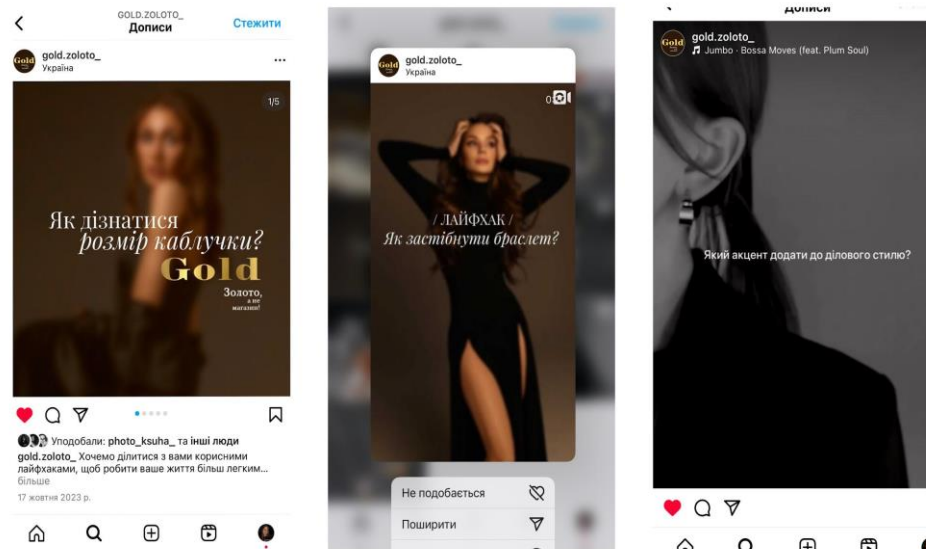 GOLD.ZOLOTO_
Дописи
Стежити
gold.zoloto_
Україна
1/5
Gold
Як дізнатися
розмір каблучки?
Gold
Золото,
а не
магазин!
Уподобали: photo_ksuha_ та інші люди
gold.zoloto_ Хочемо ділитися з вами корисними
лайфхаками, щоб робити ваше життя більш легким...
більше
17 жовтня 2023 р.
gold.zoloto_
Україна
Gold
/ ЛАЙФХАК /
Як застібнути браслет?
Не подобається
Поширити
Дописи
gold.zoloto_
Jumbo · Bossa Moves (feat. Plum Soul)
Gold
Який акцент додати до ділового стилю?